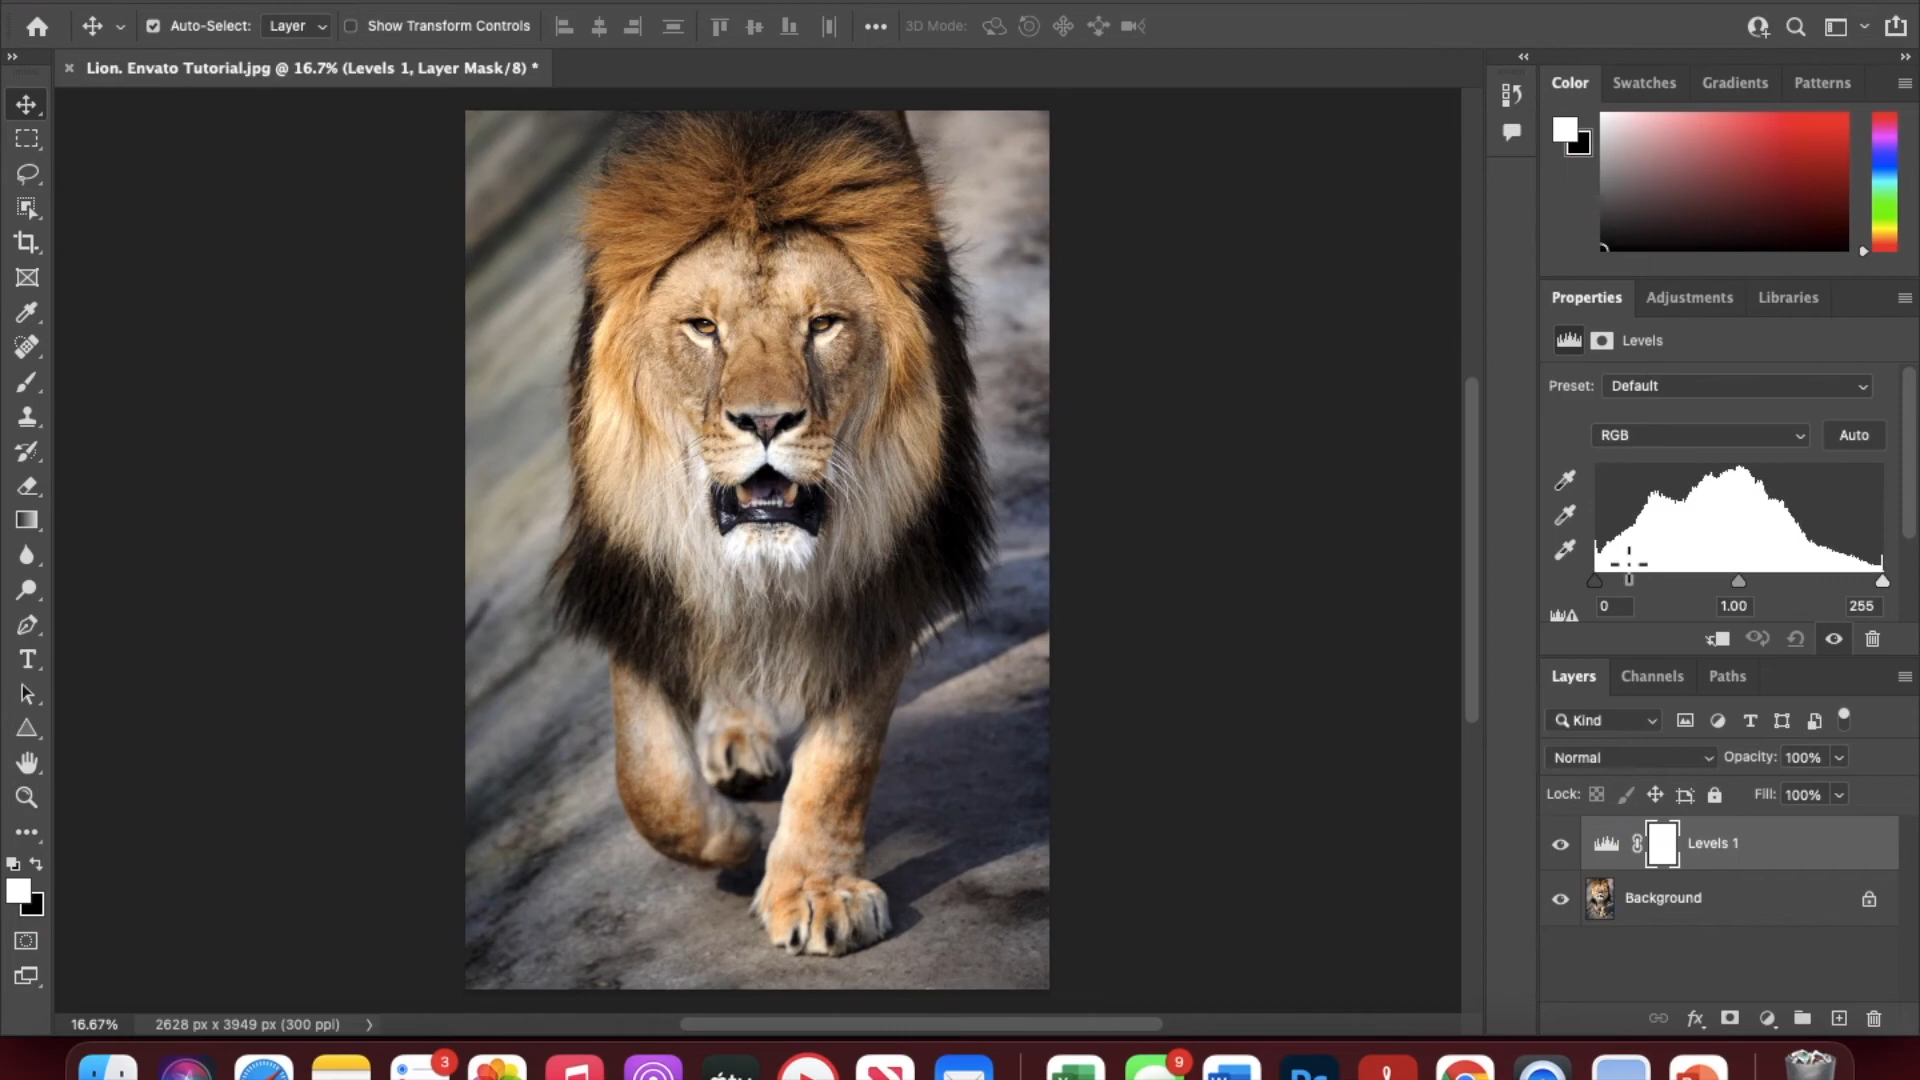 Auto-Select: Layer Show Transform Controls 3D Mode:
Lion. Envato Tutorial.jpg @ 16.7% (Levels 1, Layer Mask/8) *
Color Swatches Gradients Patterns
Properties Adjustments Libraries
Levels
Preset: Default
RGB Auto
0 1.00 255
Layers Channels Paths
Kind
Normal Opacity: 100%
Lock: Fill: 100%
Levels 1
Background
16.67% 2628 px x 3949 px (300 ppi)
3 9